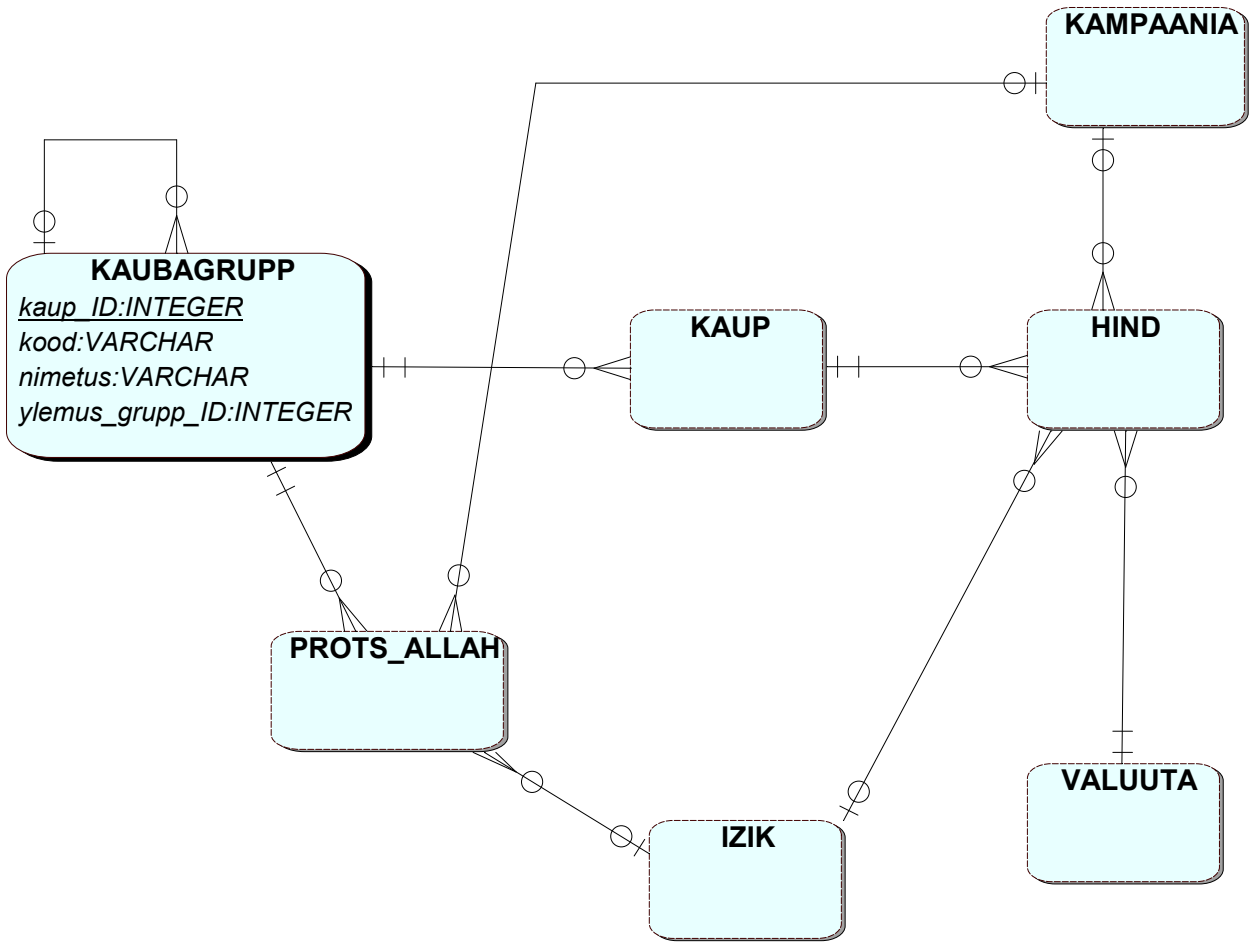 KAMPAANIA
KAUBAGRUPP
kaup_ID:INTEGER
kood:VARCHAR
nimetus:VARCHAR
ylemus_grupp_ID:INTEGER
KAUP
HIND
PROTS_ALLAH
VALUUTA
IZIK